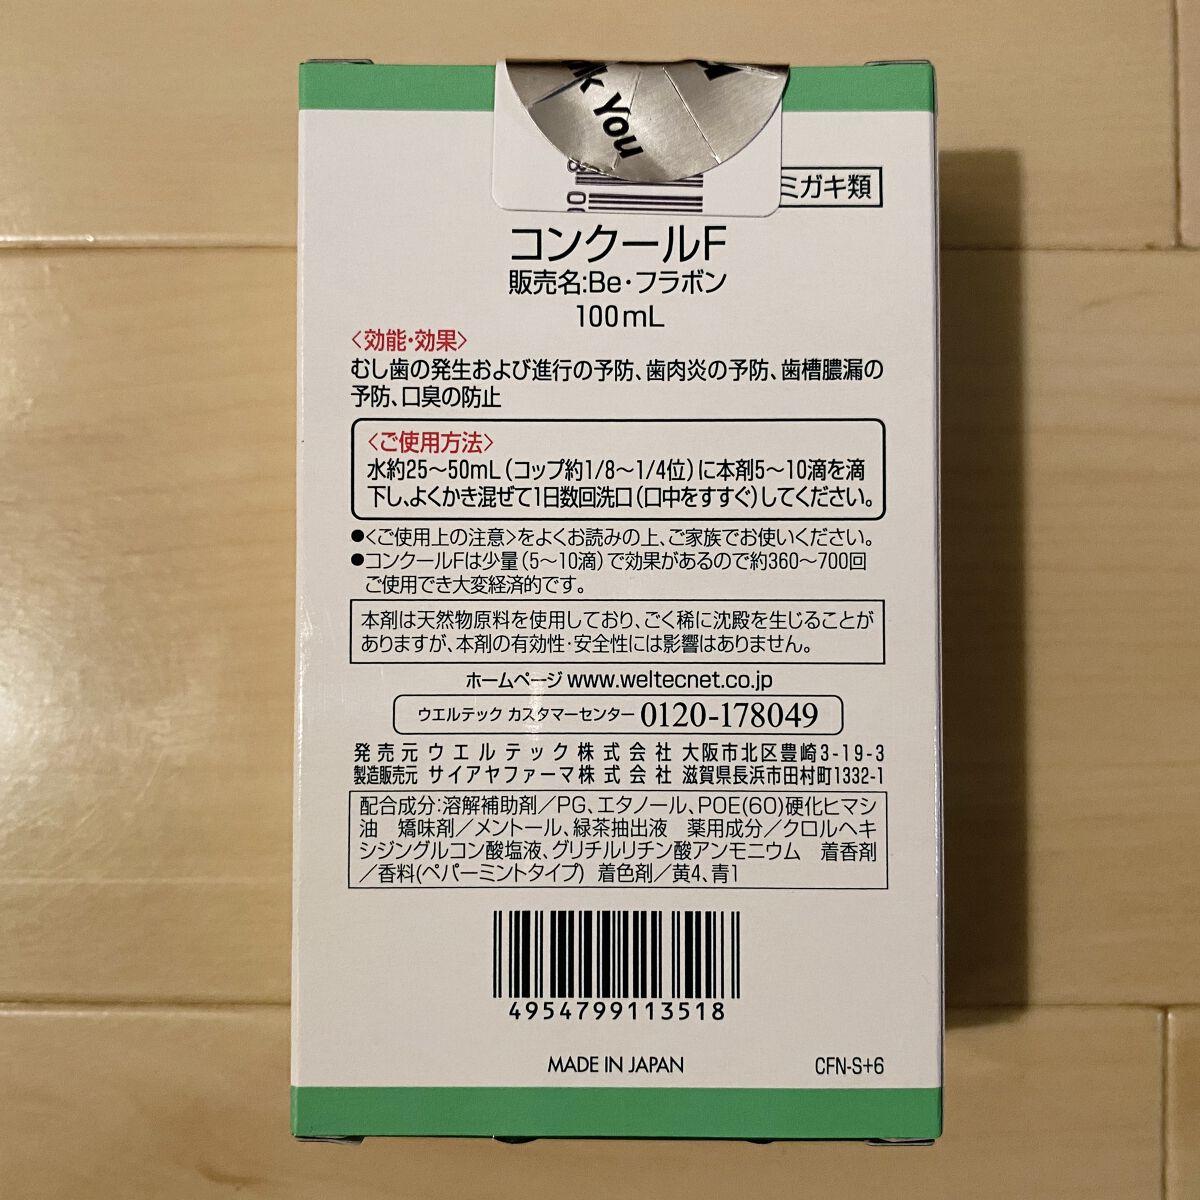 You
ミガキ類
コンクールF
販売名:Be・フラボン
100mL
〈効能・効果〉
むし歯の発生および進行の予防、歯肉炎の予防、歯槽膿漏の
予防、口臭の防止
〈ご使用方法〉
水約25〜50mL(コップ約1/8〜1/4位)に本剤5〜10滴を滴
下し、よくかき混ぜて1日数回洗口(口中をすすぐ)してください。
●〈ご使用上の注意〉をよくお読みの上、ご家族でお使いください。
●コンクールFは少量(5〜10滴)で効果があるので約360〜700回
ご使用でき大変経済的です。
本剤は天然物原料を使用しており、ごく稀に沈殿を生じることが
ありますが、本剤の有効性・安全性には影響はありません。
ホームページ www.weltecnet.co.jp
ウエルテック カスタマーセンター 0120-178049
発売元 ウエルテック株式会社 大阪市北区豊崎3-19-3
製造販売元 サイアヤファーマ株式会社 滋賀県長浜市田村町1332-1
配合成分:溶解補助剤/PG、エタノール、POE(60)硬化ヒマシ
油 矯味剤/メントール、緑茶抽出液 薬用成分/クロルヘキ
シジングルコン酸塩液、グリチルリチン酸アンモニウム 着香剤
/香料(ペパーミントタイプ) 着色剤/黄4、青1
4954799113518
MADE IN JAPAN
CFN-S+6